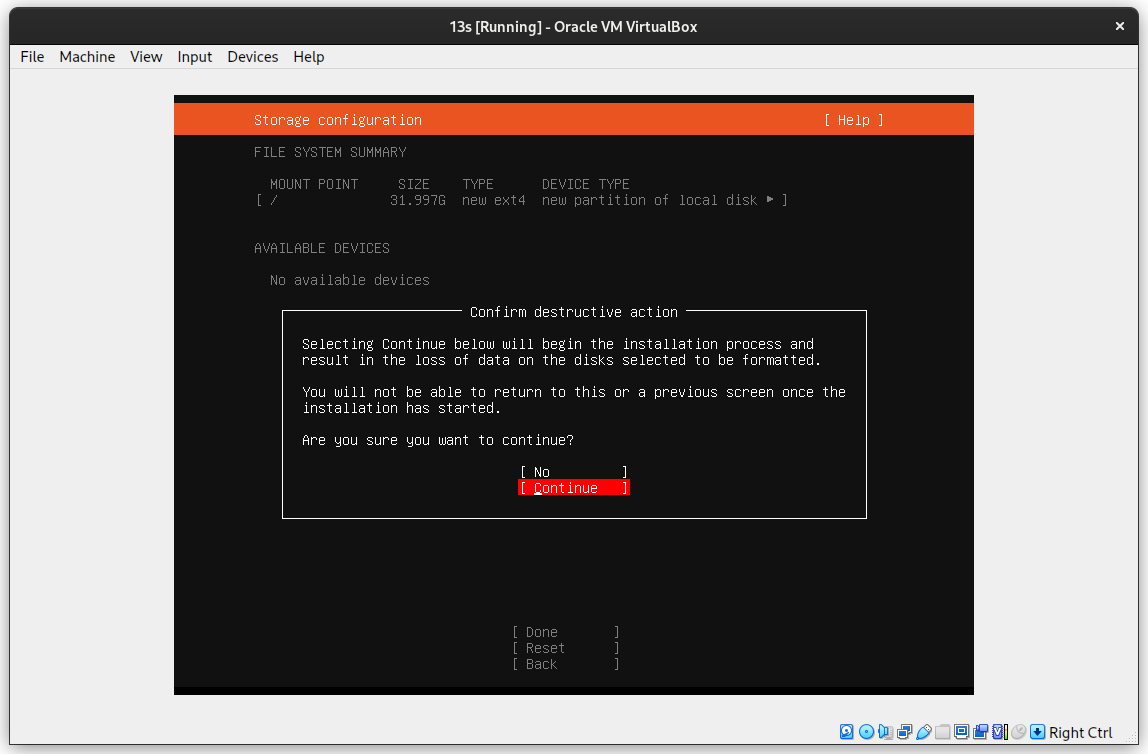 13s [Running] - Oracle VM VirtualBox
File Machine View Input Devices Help
Storage configuration [ Help ]
FILE SYSTEM SUMMARY
MOUNT POINT SIZE TYPE DEVICE TYPE
[ / 31.997G new ext4 new partition of local disk ▸ ]
AVAILABLE DEVICES
No available devices
Confirm destructive action
Selecting Continue below will begin the installation process and
result in the loss of data on the disks selected to be formatted.
You will not be able to return to this or a previous screen once the
installation has started.
Are you sure you want to continue?
[ No ]
[ Continue ]
[ Done ]
[ Reset ]
[ Back ]
Right Ctrl